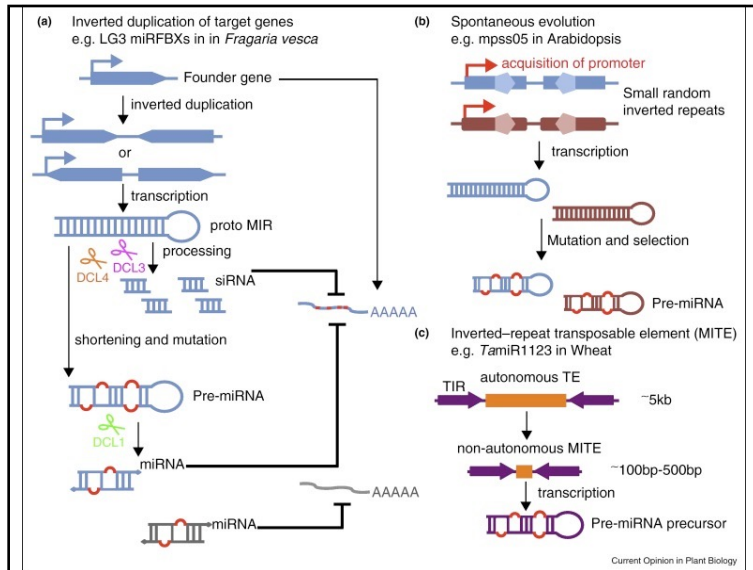 (a) Inverted duplication of target genes
e.g. LG3 miRFBXs in in Fragaria vesca
Founder gene
inverted duplication
or
transcription
proto MIR
DCL4
DCL3
processing
siRNA
AAAAA
shortening and mutation
Pre-miRNA
DCL1
miRNA
AAAAA
miRNA
(b) Spontaneous evolution
e.g. mpss05 in Arabidopsis
acquisition of promoter
Small random
inverted repeats
transcription
Mutation and selection
Pre-miRNA
(c) Inverted–repeat transposable element (MITE)
e.g. TamiR1123 in Wheat
TIR
autonomous TE
~5kb
non-autonomous MITE
~100bp-500bp
transcription
Pre-miRNA precursor
Current Opinion in Plant Biology